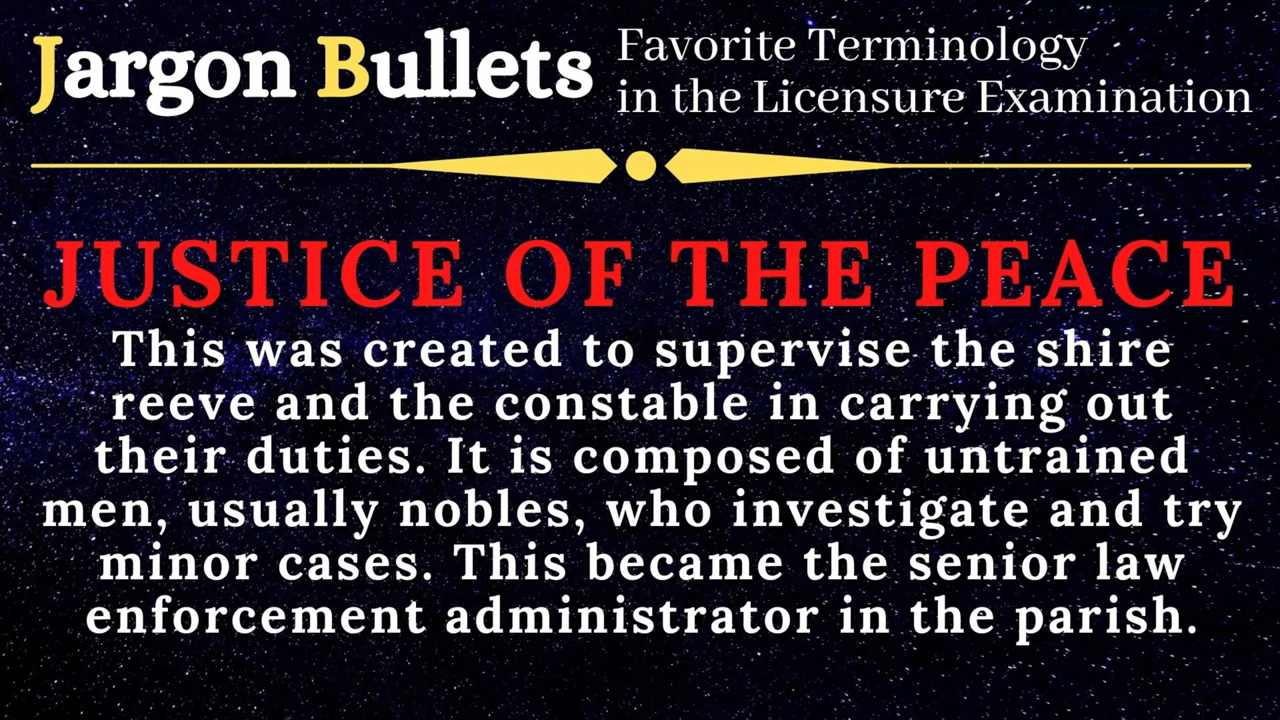 Jargon Bullets
Favorite Terminology
in the Licensure Examination
JUSTICE OF THE PEACE
This was created to supervise the shire
reeve and the constable in carrying out
their duties. It is composed of untrained
men, usually nobles, who investigate and try
minor cases. This became the senior law
enforcement administrator in the parish.